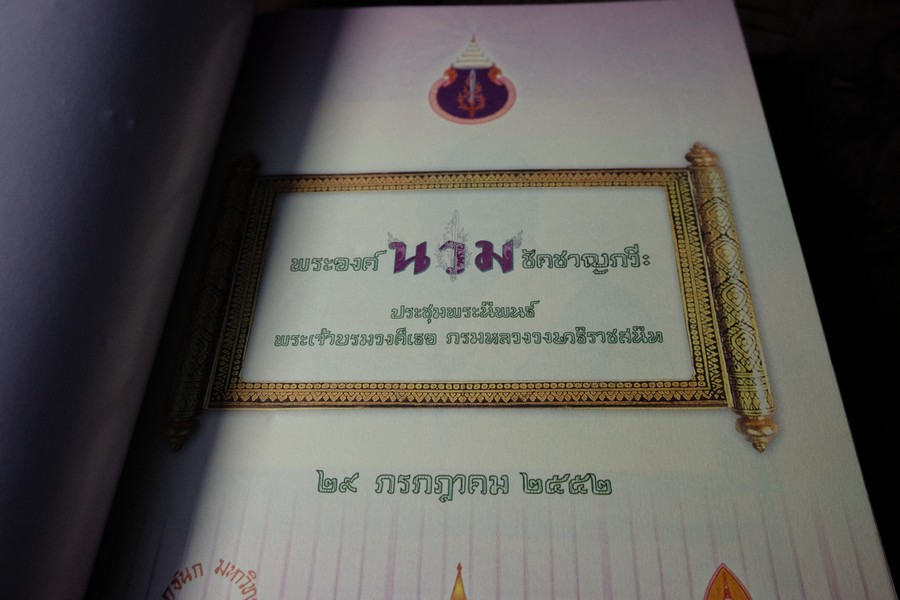 พระองค์ นวม ชัดชาญกวี:
ประชุมพระนิพนธ์
พระเจ้าบรมวงศ์เธอ กรมหลวงวงษาธิราชสนิท
๒๙ กรกฎาคม ๒๕๕๒